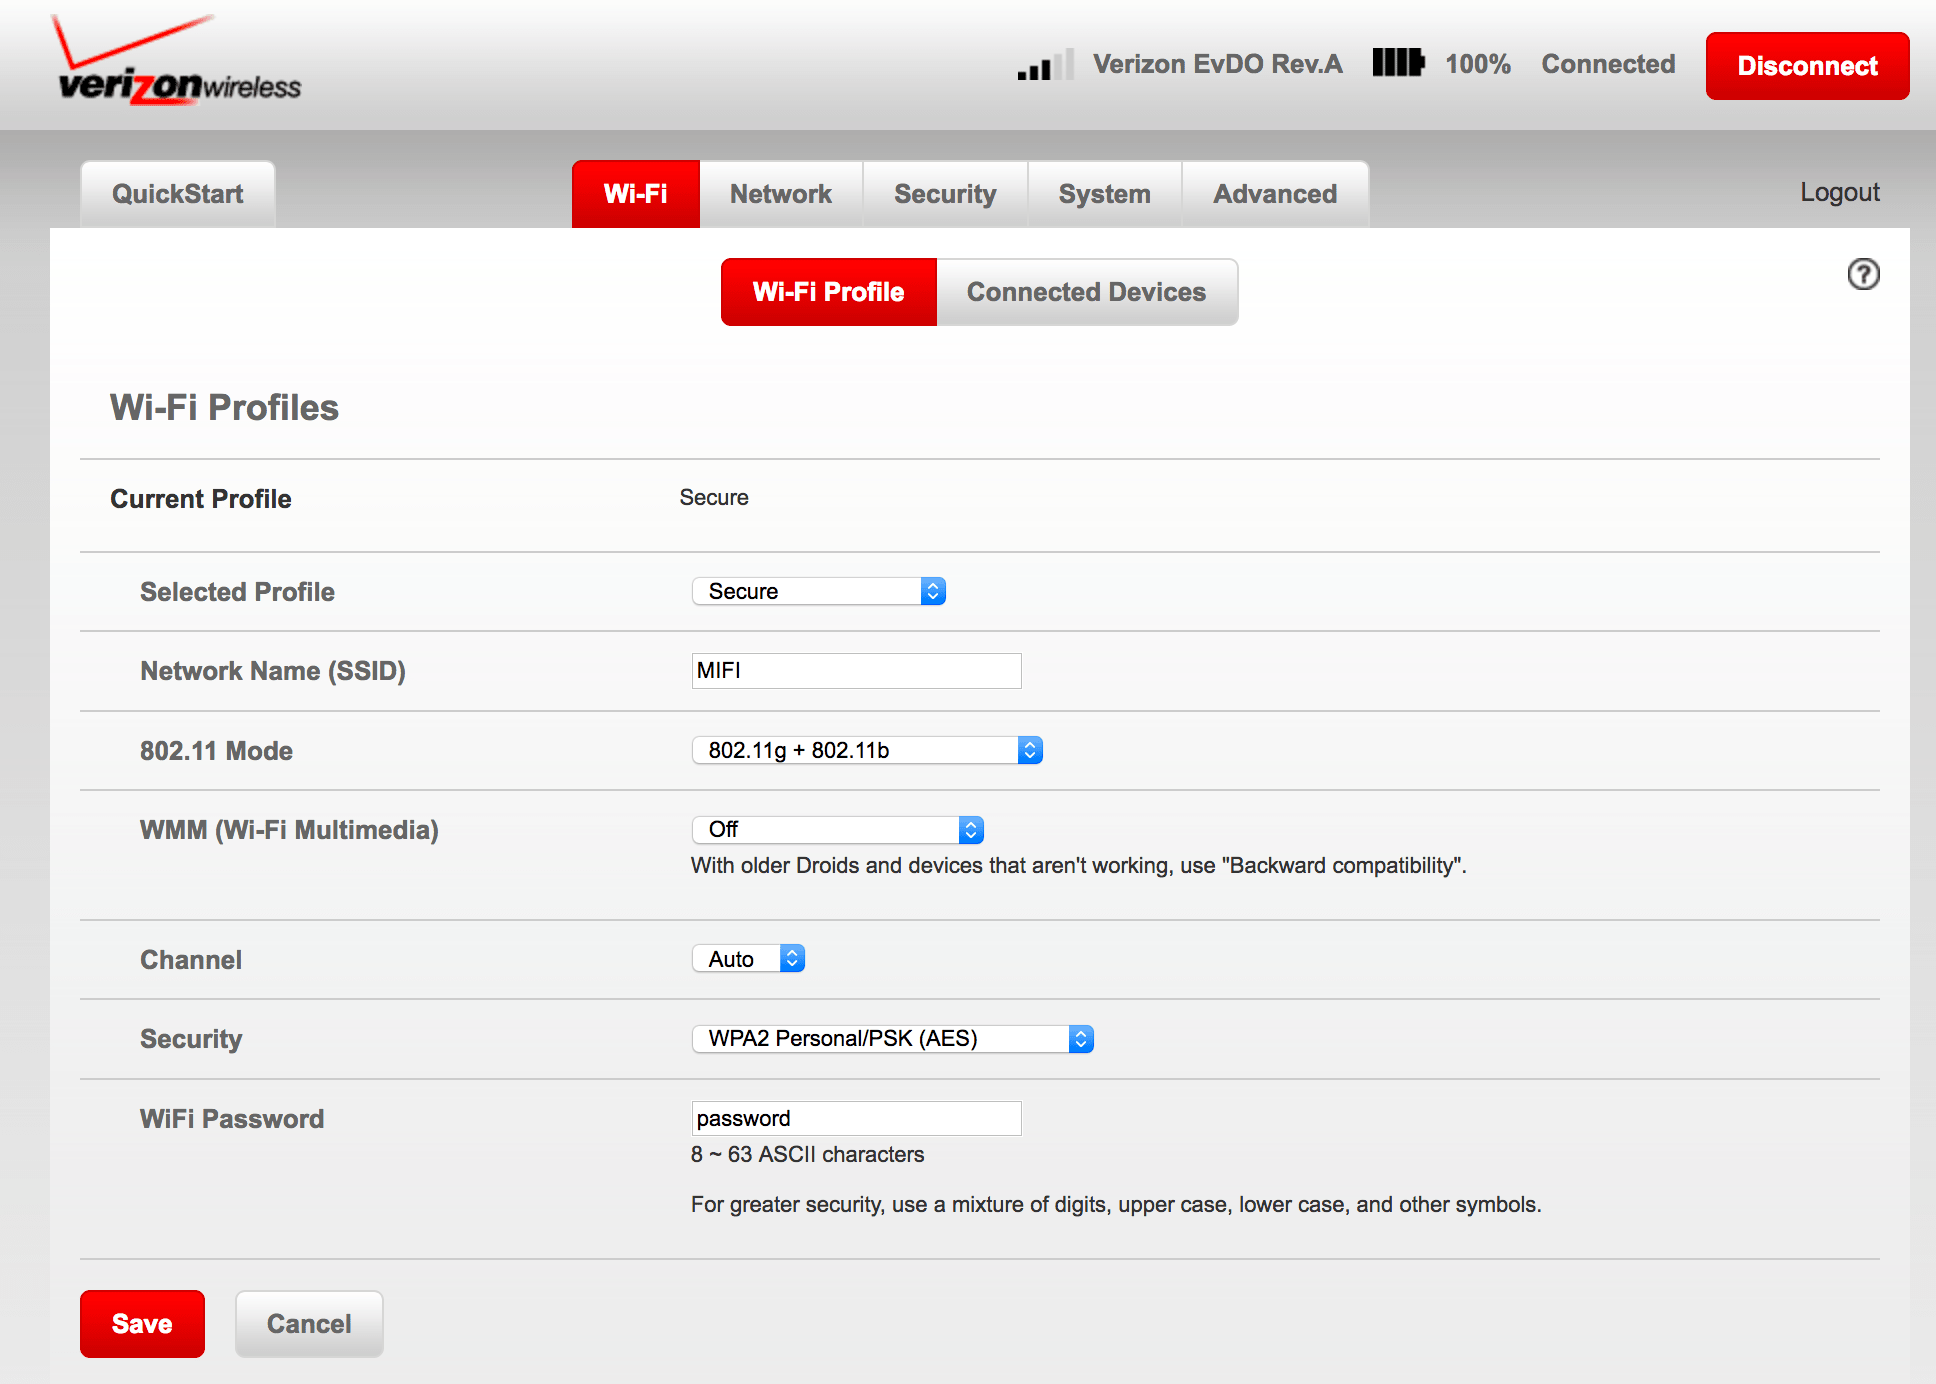 verizonwireless
Verizon EvDO Rev.A 100% Connected Disconnect
QuickStart Wi-Fi Network Security System Advanced Logout
Wi-Fi Profile Connected Devices ?
Wi-Fi Profiles
Current Profile Secure
Selected Profile Secure
Network Name (SSID) MIFI
802.11 Mode 802.11g + 802.11b
WMM (Wi-Fi Multimedia) Off
With older Droids and devices that aren't working, use "Backward compatibility".
Channel Auto
Security WPA2 Personal/PSK (AES)
WiFi Password password
8 ~ 63 ASCII characters
For greater security, use a mixture of digits, upper case, lower case, and other symbols.
Save Cancel